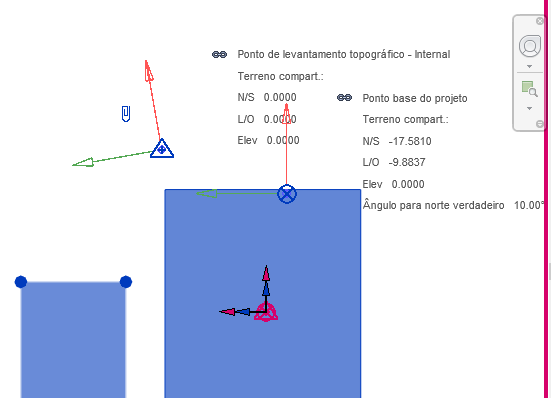 Ponto de levantamento topográfico - Internal
Terreno compart.:
N/S 0.0000
L/O 0.0000
Elev 0.0000
Ponto base do projeto
Terreno compart.:
N/S -17.5810
L/O -9.8837
Elev 0.0000
Ângulo para norte verdadeiro 10.00°